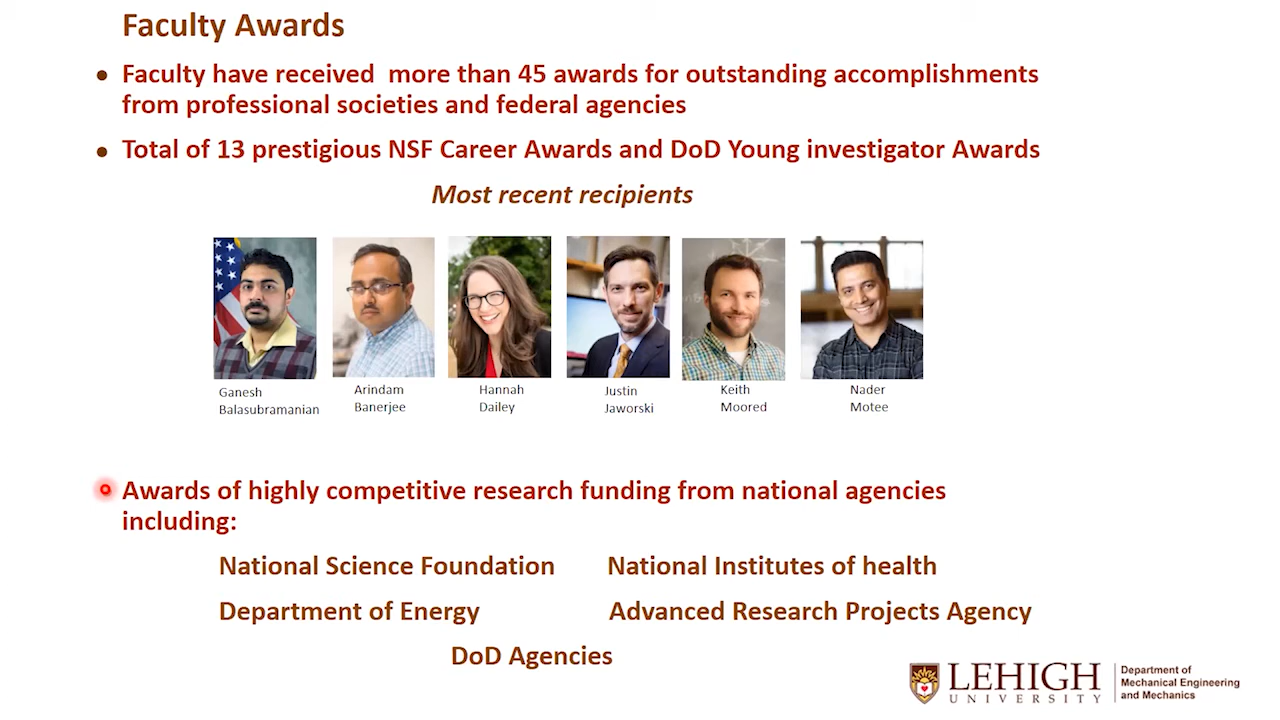 Faculty Awards
• Faculty have received more than 45 awards for outstanding accomplishments
from professional societies and federal agencies
• Total of 13 prestigious NSF Career Awards and DoD Young investigator Awards
Most recent recipients
Ganesh
Balasubramanian
Arindam
Banerjee
Hannah
Dailey
Justin
Jaworski
Keith
Moored
Nader
Motee
Awards of highly competitive research funding from national agencies
including:
National Science Foundation
National Institutes of health
Department of Energy
Advanced Research Projects Agency
DoD Agencies
LEHIGH
UNIVERSITY
Department of
Mechanical Engineering
and Mechanics